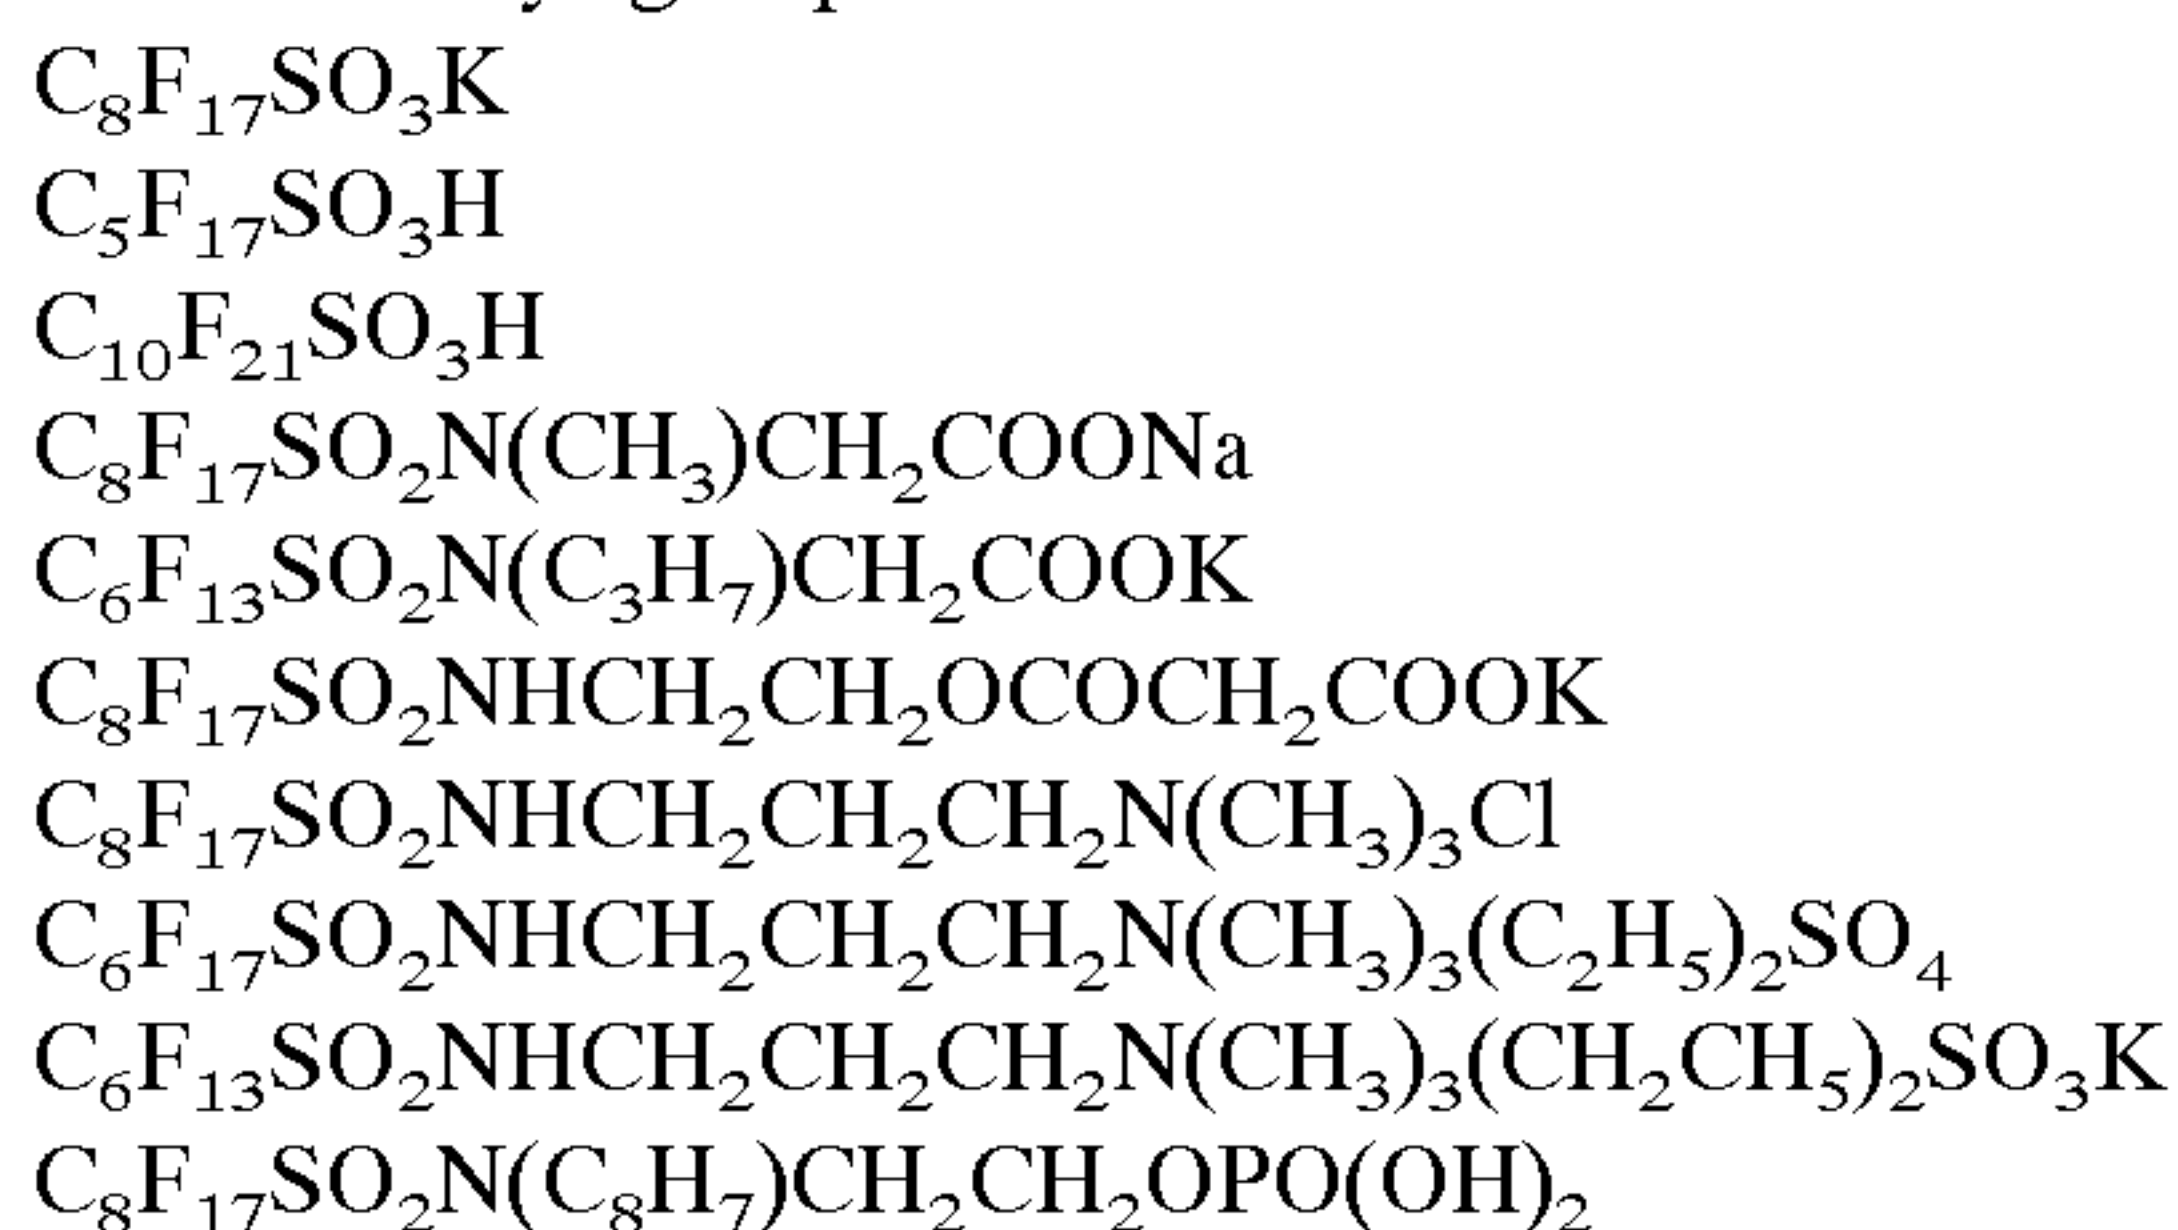 C₈F₁₇SO₃K
C₅F₁₇SO₃H
C₁₀F₂₁SO₃H
C₈F₁₇SO₂N(CH₃)CH₂COONa
C₆F₁₃SO₂N(C₃H₇)CH₂COOK
C₈F₁₇SO₂NHCH₂CH₂OCOCH₂COOK
C₈F₁₇SO₂NHCH₂CH₂CH₂N(CH₃)₃Cl
C₆F₁₇SO₂NHCH₂CH₂CH₂N(CH₃)₃(C₂H₅)₂SO₄
C₆F₁₃SO₂NHCH₂CH₂CH₂N(CH₃)₃(CH₂CH₅)₂SO₃K
C₈F₁₇SO₂N(C₈H₇)CH₂CH₂OPO(OH)₂